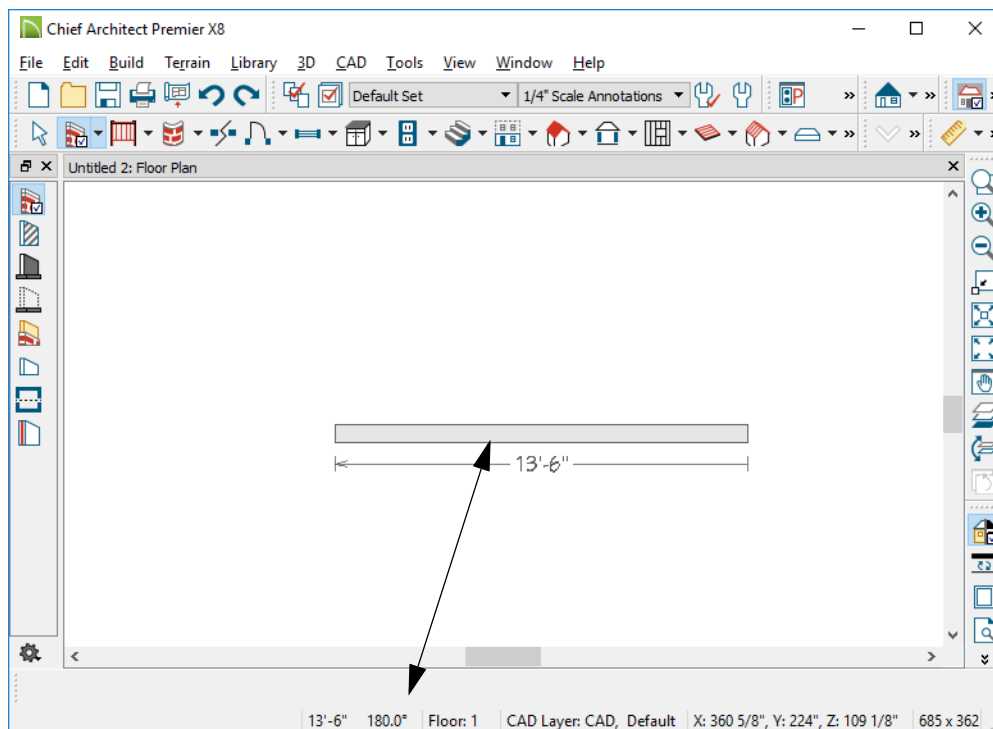 Chief Architect Premier X8
File Edit Build Terrain Library 3D CAD Tools View Window Help
Default Set 1/4" Scale Annotations P
Untitled 2: Floor Plan
13'-6"
13'-6" 180.0° Floor: 1 CAD Layer: CAD, Default X: 360 5/8", Y: 224", Z: 109 1/8" 685 x 362